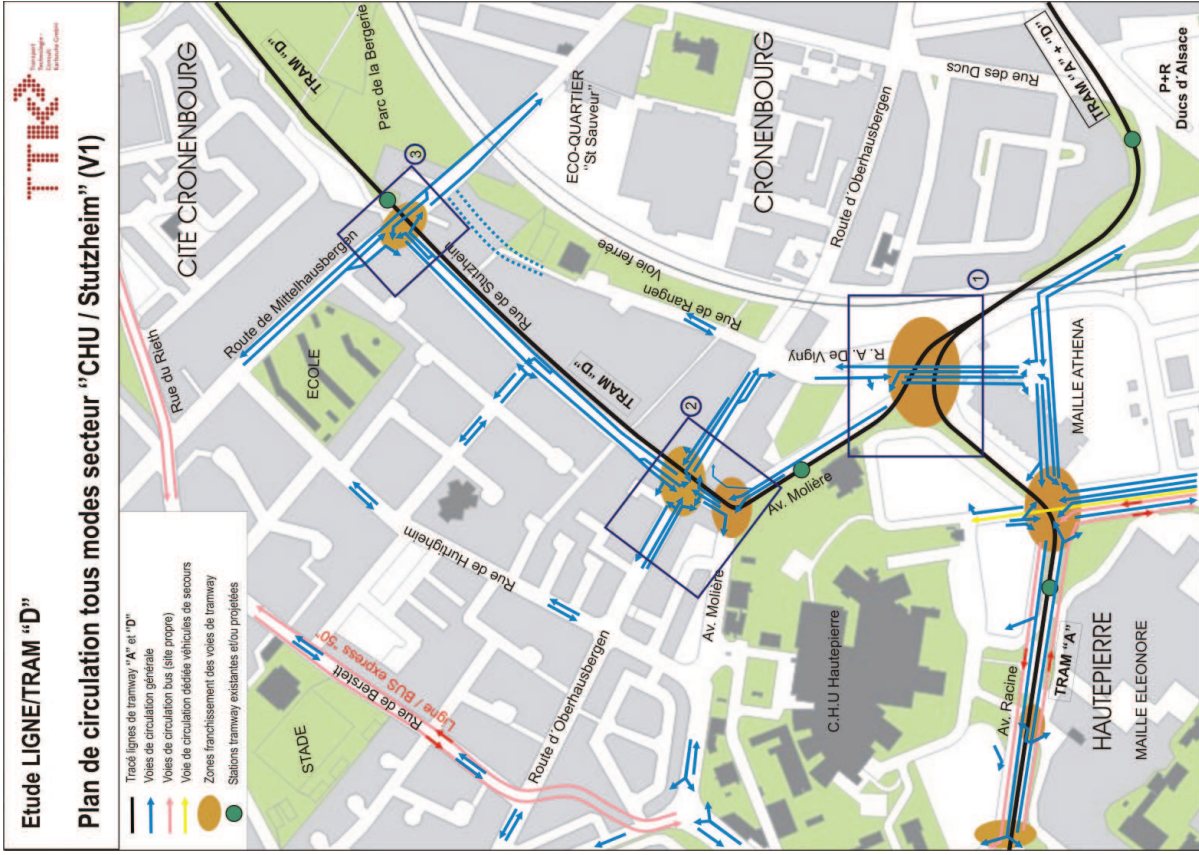 Etude LIGNE/TRAM "D"
Plan de circulation tous modes secteur "CHU / Stutzheim" (V1)
TTK
Transport
Technologie -
Consult
Karlsruhe GmbH
Tracé lignes de tramway "A" et "D"
Voies de circulation générale
Voies de circulation bus (site propre)
Voie de circulation dédiée véhicules de secours
Zones franchissement des voies de tramway
Stations tramway existantes et/ou projetées
Rue du Rieth
CITE CRONENBOURG
TRAM "D"
Parc de la Bergerie
Route de Mittelhausbergen
3
ECOLE
ECO-QUARTIER
"St Sauveur"
Rue de Stutzheim
Voie ferrée
CRONENBOURG
Rue des Ducs
TRAM "A" + "D"
P+R
Ducs d'Alsace
Route d'Oberhausbergen
Rue de Rangen
TRAM "D"
R. A. De Vigny
1
2
Rue de Hurtigheim
STADE
Rue de Berstett
Ligne / BUS express "50"
Route d'Oberhausbergen
Av. Molière
Av. Molière
MAILLE ATHENA
C.H.U Hautepierre
Av. Racine
TRAM "A"
HAUTEPIERRE
MAILLE ELEONORE